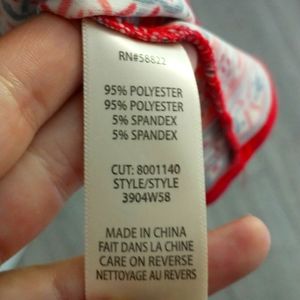 RN#58822
95% POLYESTER
95% POLYESTER
5% SPANDEX
5% SPANDEX
CUT: 8001140
STYLE/STYLE
3904W58
MADE IN CHINA
FAIT DANS LA CHINE
CARE ON REVERSE
NETTOYAGE AU REVERS